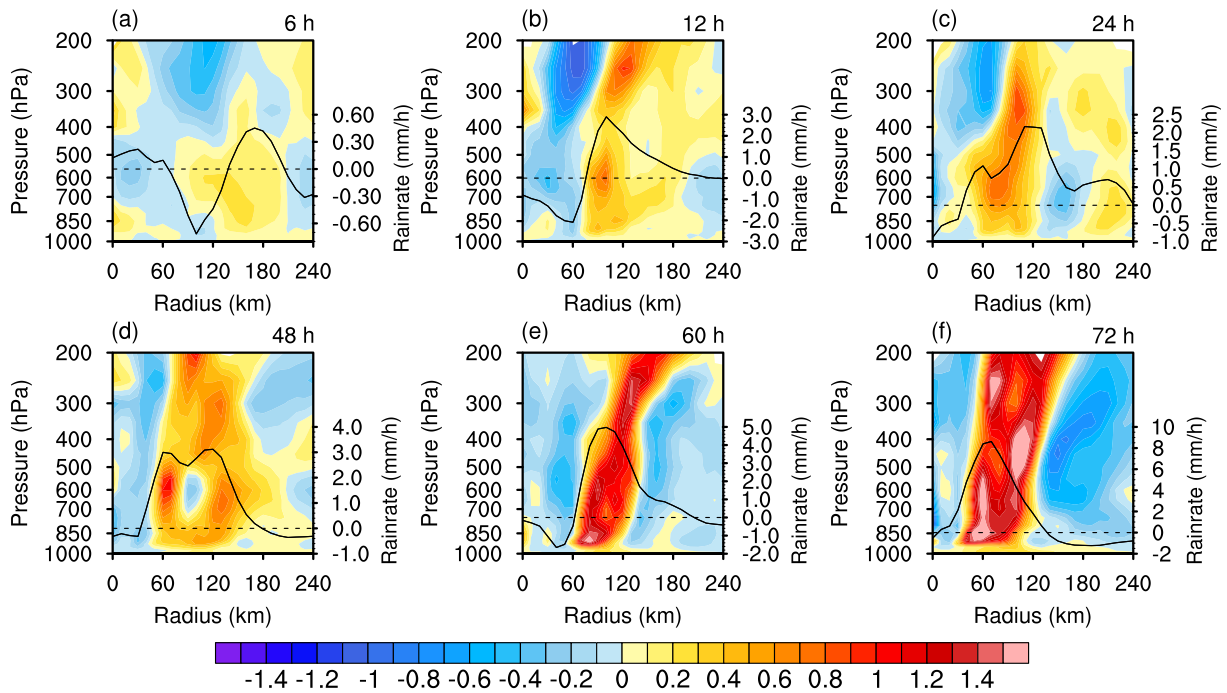 (a) 6 h
200
300
400
500
600
700
850
1000
Pressure (hPa)
0.60
0.30
0.00
-0.30
-0.60
Rainrate (mm/h)
0 60 120 180 240
Radius (km)
(b) 12 h
200
300
400
500
600
700
850
1000
Pressure (hPa)
3.0
2.0
1.0
0.0
-1.0
-2.0
-3.0
Rainrate (mm/h)
0 60 120 180 240
Radius (km)
(c) 24 h
200
300
400
500
600
700
850
1000
Pressure (hPa)
2.5
2.0
1.5
1.0
0.5
0.0
-0.5
-1.0
Rainrate (mm/h)
0 60 120 180 240
Radius (km)
(d) 48 h
200
300
400
500
600
700
850
1000
Pressure (hPa)
4.0
3.0
2.0
1.0
0.0
-1.0
Rainrate (mm/h)
0 60 120 180 240
Radius (km)
(e) 60 h
200
300
400
500
600
700
850
1000
Pressure (hPa)
5.0
4.0
3.0
2.0
1.0
0.0
-1.0
-2.0
Rainrate (mm/h)
0 60 120 180 240
Radius (km)
(f) 72 h
200
300
400
500
600
700
850
1000
Pressure (hPa)
10
8
6
4
2
0
-2
Rainrate (mm/h)
0 60 120 180 240
Radius (km)
-1.4 -1.2 -1 -0.8 -0.6 -0.4 -0.2 0 0.2 0.4 0.6 0.8 1 1.2 1.4